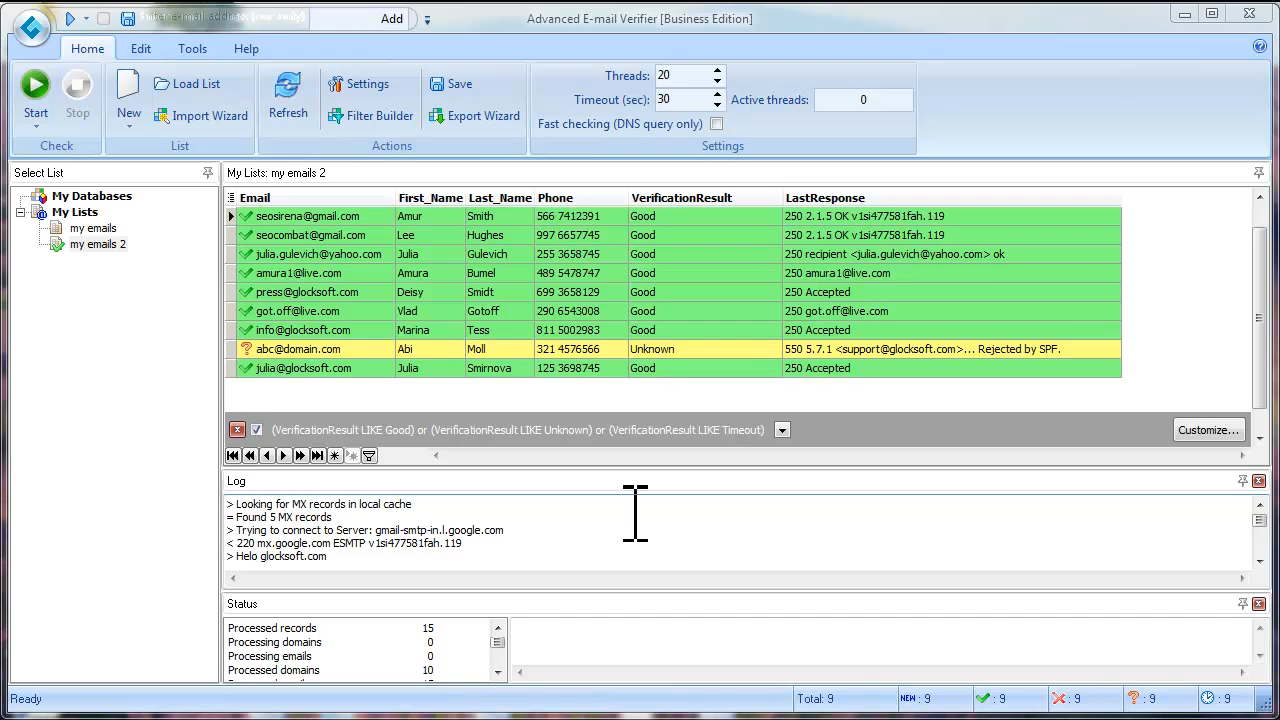 Add
Advanced E-mail Verifier [Business Edition]
Home Edit Tools Help
Start
Stop
Check
New
Load List
Import Wizard
List
Refresh
Settings
Filter Builder
Save
Export Wizard
Actions
Threads: 20
Timeout (sec): 30 Active threads: 0
Fast checking (DNS query only)
Settings
Select List
My Databases
My Lists
my emails
my emails 2
My Lists: my emails 2
Email First_Name Last_Name Phone VerificationResult LastResponse
seosirena@gmail.com Amur Smith 566 7412391 Good 250 2.1.5 OK v1si477581fah.119
seocombat@gmail.com Lee Hughes 997 6657745 Good 250 2.1.5 OK v1si477581fah.119
julia.gulevich@yahoo.com Julia Gulevich 255 3658745 Good 250 recipient <julia.gulevich@yahoo.com> ok
amura1@live.com Amura Bumel 489 5478747 Good 250 amura1@live.com
press@glocksoft.com Deisy Smidt 699 3658129 Good 250 Accepted
got.off@live.com Vlad Gotoff 290 6543008 Good 250 got.off@live.com
info@glocksoft.com Marina Tess 811 5002983 Good 250 Accepted
abc@domain.com Abi Moll 321 4576566 Unknown 550 5.7.1 <support@glocksoft.com>... Rejected by SPF.
julia@glocksoft.com Julia Smirnova 125 3698745 Good 250 Accepted
(VerificationResult LIKE Good) or (VerificationResult LIKE Unknown) or (VerificationResult LIKE Timeout) Customize...
Log
> Looking for MX records in local cache
= Found 5 MX records
> Trying to connect to Server: gmail-smtp-in.l.google.com
< 220 mx.google.com ESMTP v1si477581fah.119
> Helo glocksoft.com
Status
Processed records 15
Processing domains 0
Processing emails 0
Processed domains 10
Ready Total: 9 NEW : 9 : 9 : 9 : 9 : 9